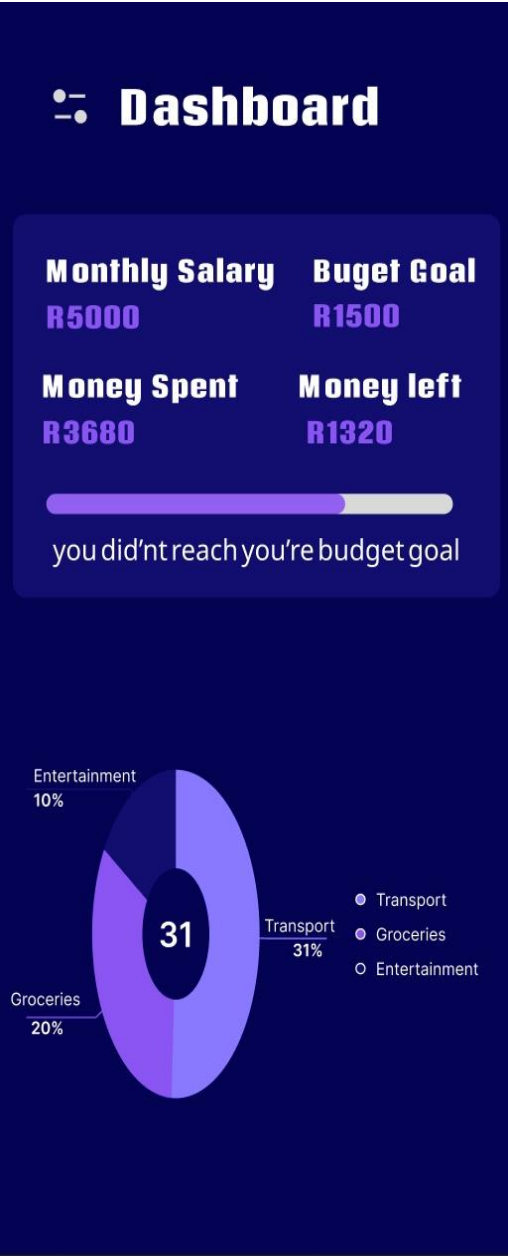 Dashboard
Monthly Salary Buget Goal
R5000 R1500
Money Spent Money left
R3680 R1320
you did’nt reach you’re budget goal
Entertainment
10%
31
Transport
31%
Groceries
20%
Transport
Groceries
Entertainment